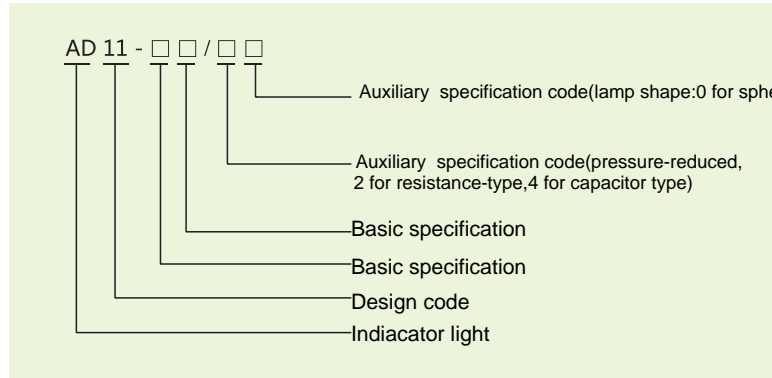 AD 11 - □ □ / □ □
Auxiliary specification code(lamp shape:0 for sphe
Auxiliary specification code(pressure-reduced,
2 for resistance-type,4 for capacitor type)
Basic specification
Basic specification
Design code
Indiacator light